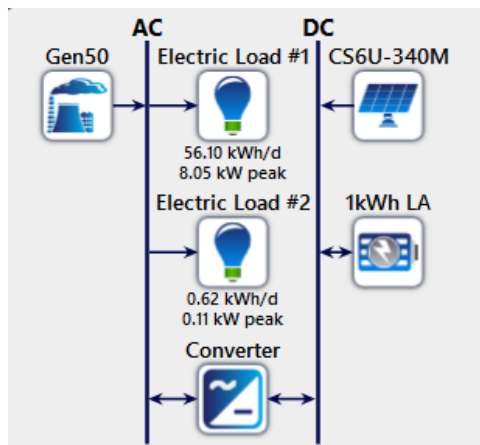 AC DC
Gen50 Electric Load #1 CS6U-340M
56.10 kWh/d
8.05 kW peak
Electric Load #2 1kWh LA
0.62 kWh/d
0.11 kW peak
Converter